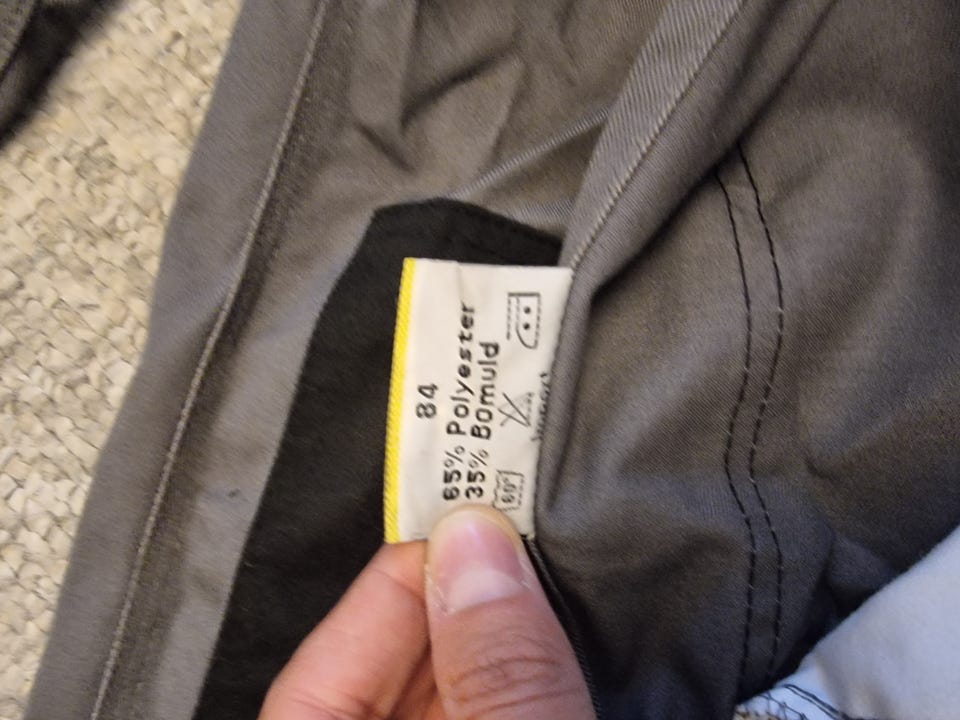 84
65% Polyester
35% BOmuld
60°